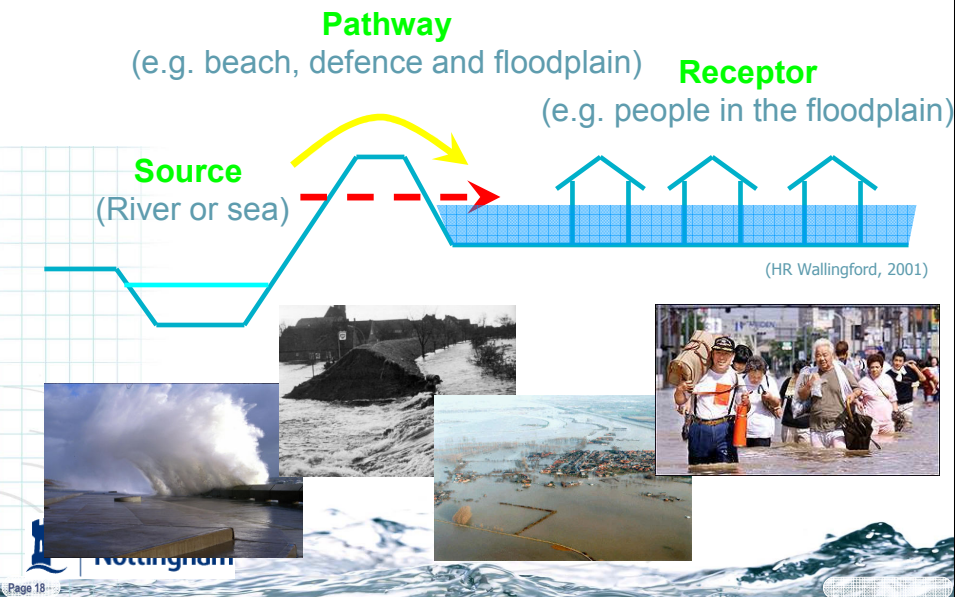 Pathway
(e.g. beach, defence and floodplain)
Receptor
(e.g. people in the floodplain)
Source
(River or sea)
(HR Wallingford, 2001)
Nottingham
Page 18